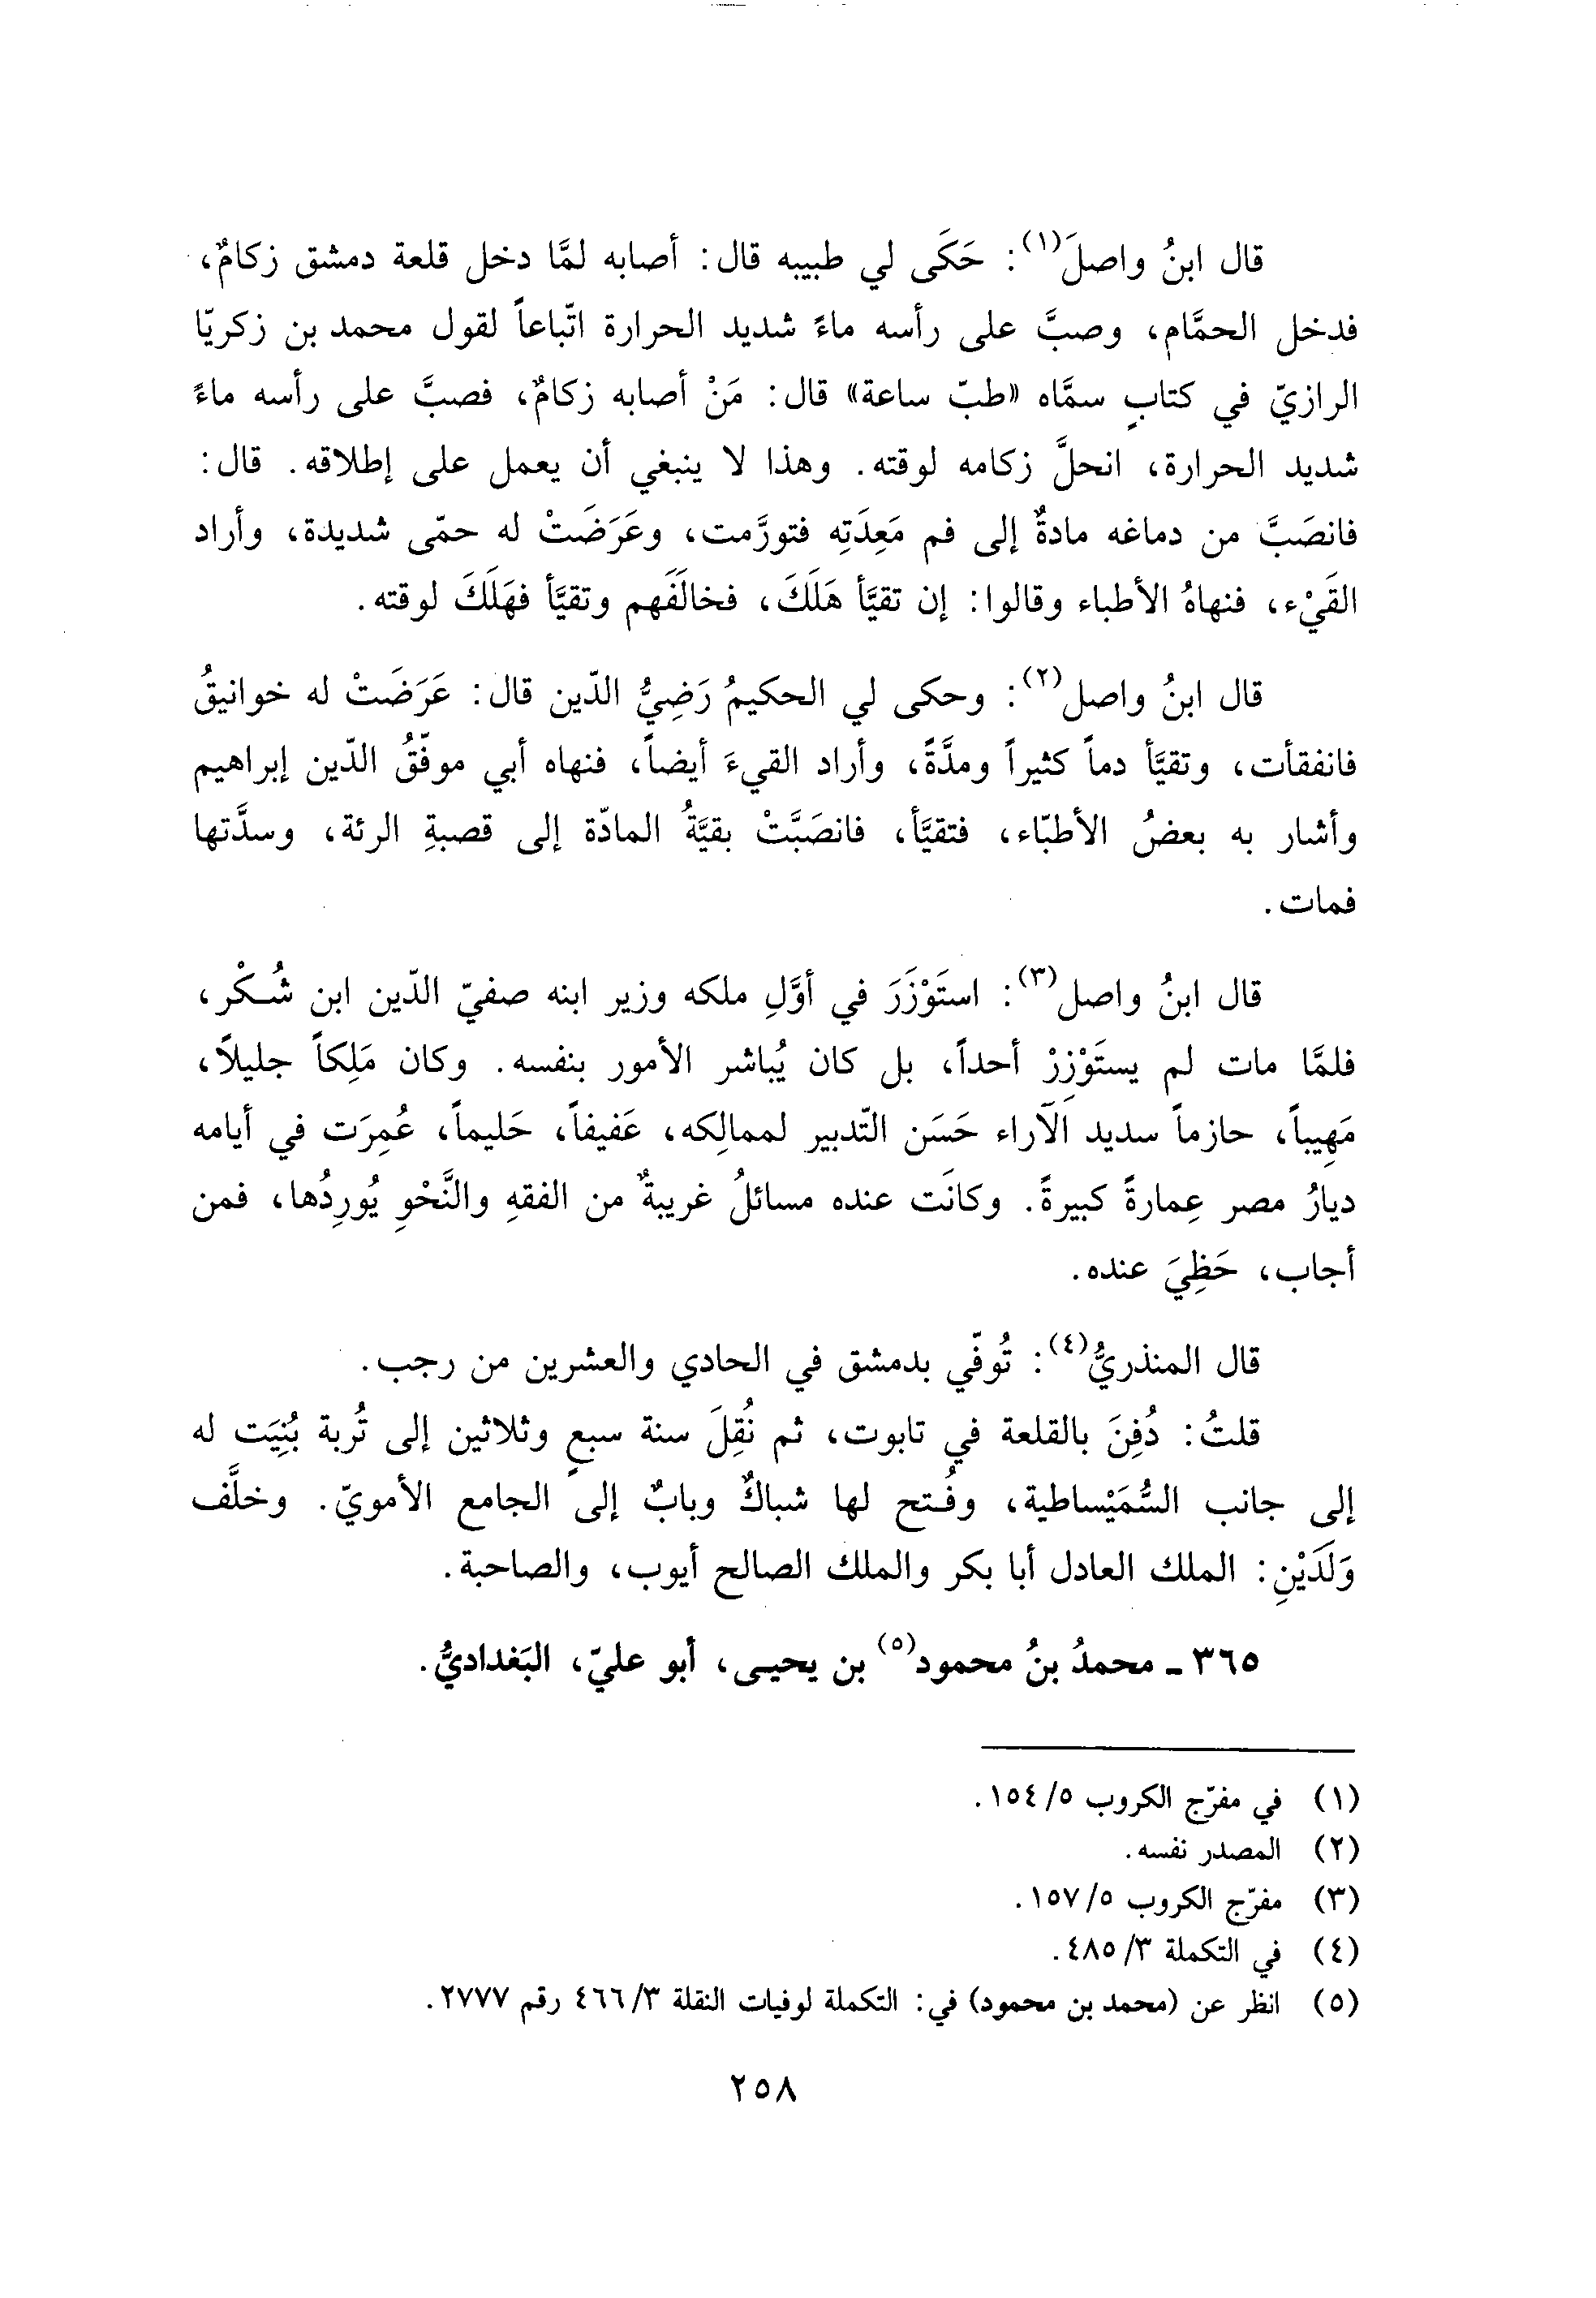 قال ابنُ واصلَ(١): حَكَى لي طبيبه قال: أصابه لمَّا دخل قلعة دمشق زكامٌ،
فدخل الحمَّام، وصبَّ على رأسه ماءً شديد الحرارة اتّباعاً لقول محمد بن زكريّا
الرازيّ في كتابٍ سمَّاه «طبّ ساعة» قال: مَنْ أصابه زكامٌ، فصبَّ على رأسه ماءً
شديد الحرارة، انحلَّ زكامه لوقته. وهذا لا ينبغي أن يعمل على إطلاقه. قال:
فانصَبَّ من دماغه مادةٌ إلى فم مَعِدَتِه فتورَّمت، وعَرَضَتْ له حمّى شديدة، وأراد
القَيْء، فنهاهُ الأطباء وقالوا: إن تقيَّأ هَلَكَ، فخالَفَهم وتقيَّأ فهَلَكَ لوقته.
قال ابنُ واصل(٢): وحكى لي الحكيمُ رَضِيُّ الدّين قال: عَرَضَتْ له خوانيقُ
فانفقأت، وتقيَّأ دماً كثيراً ومدَّةً، وأراد القيءَ أيضاً، فنهاه أبي موفّقُ الدّين إبراهيم
وأشار به بعضُ الأطبّاء، فتقيَّأ، فانصَبَّتْ بقيَّةُ المادّة إلى قصبةِ الرئة، وسدَّتها
فمات.
قال ابنُ واصل(٣): استَوْزَرَ في أوَّلِ ملكه وزير ابنه صفيّ الدّين ابن شُكْر،
فلمَّا مات لم يستَوْزِرْ أحداً، بل كان يُباشر الأمور بنفسه. وكان مَلِكاً جليلاً،
مَهِيباً، حازماً سديد الآراء حَسَن التّدبير لممالِكه، عَفيفاً، حَليماً، عُمِرَت في أيامه
ديارُ مصر عِمارةً كبيرةً. وكانَت عنده مسائلُ غريبةٌ من الفقهِ والنَّحْوِ يُورِدُها، فمن
أجاب، حَظِيَ عنده.
قال المنذريُّ(٤): تُوفّي بدمشق في الحادي والعشرين من رجب.
قلتُ: دُفِنَ بالقلعة في تابوت، ثم نُقِلَ سنة سبعٍ وثلاثين إلى تُربة بُنِيَت له
إلى جانب السُّمَيْساطية، وفُتح لها شباكٌ وبابٌ إلى الجامع الأمويّ. وخلَّف
وَلَدَيْنِ: الملك العادل أبا بكر والملك الصالح أيوب، والصاحبة.
٣٦٥ ـ محمدُ بنُ محمود(٥) بن يحيى، أبو عليّ، البَغداديُّ.
(١) في مفرّج الكروب ١٥٤/٥.
(٢) المصدر نفسه.
(٣) مفرّج الكروب ١٥٧/٥.
(٤) في التكملة ٤٨٥/٣.
(٥) انظر عن (محمد بن محمود) في: التكملة لوفيات النقلة ٤٦٦/٣ رقم ٢٧٧٧.
٢٥٨